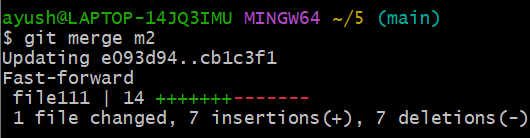 ayush@LAPTOP-14JQ3IMU MINGW64 ~/5 (main)
$ git merge m2
Updating e093d94..cb1c3f1
Fast-forward
 file111 | 14 +++++++-------
 1 file changed, 7 insertions(+), 7 deletions(-)